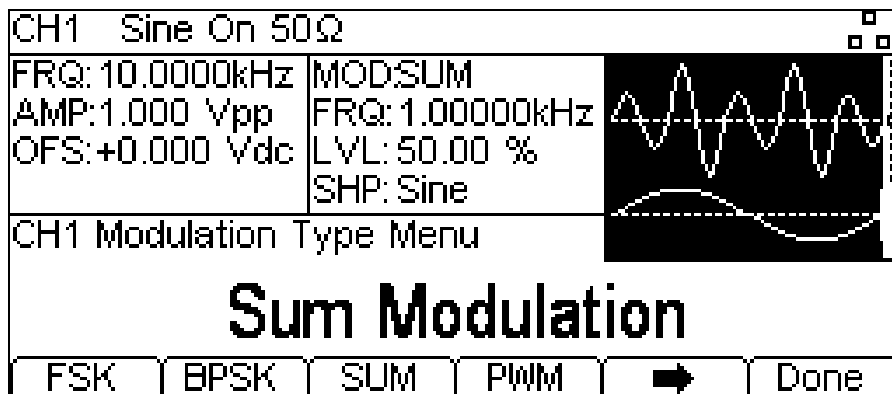 CH1 Sine On 50Ω
FRQ: 10.0000kHz
AMP:1.000 Vpp
OFS:+0.000 Vdc
MOD:SUM
FRQ: 1.00000kHz
LVL: 50.00 %
SHP: Sine
CH1 Modulation Type Menu
Sum Modulation
FSK BPSK SUM PWM Done